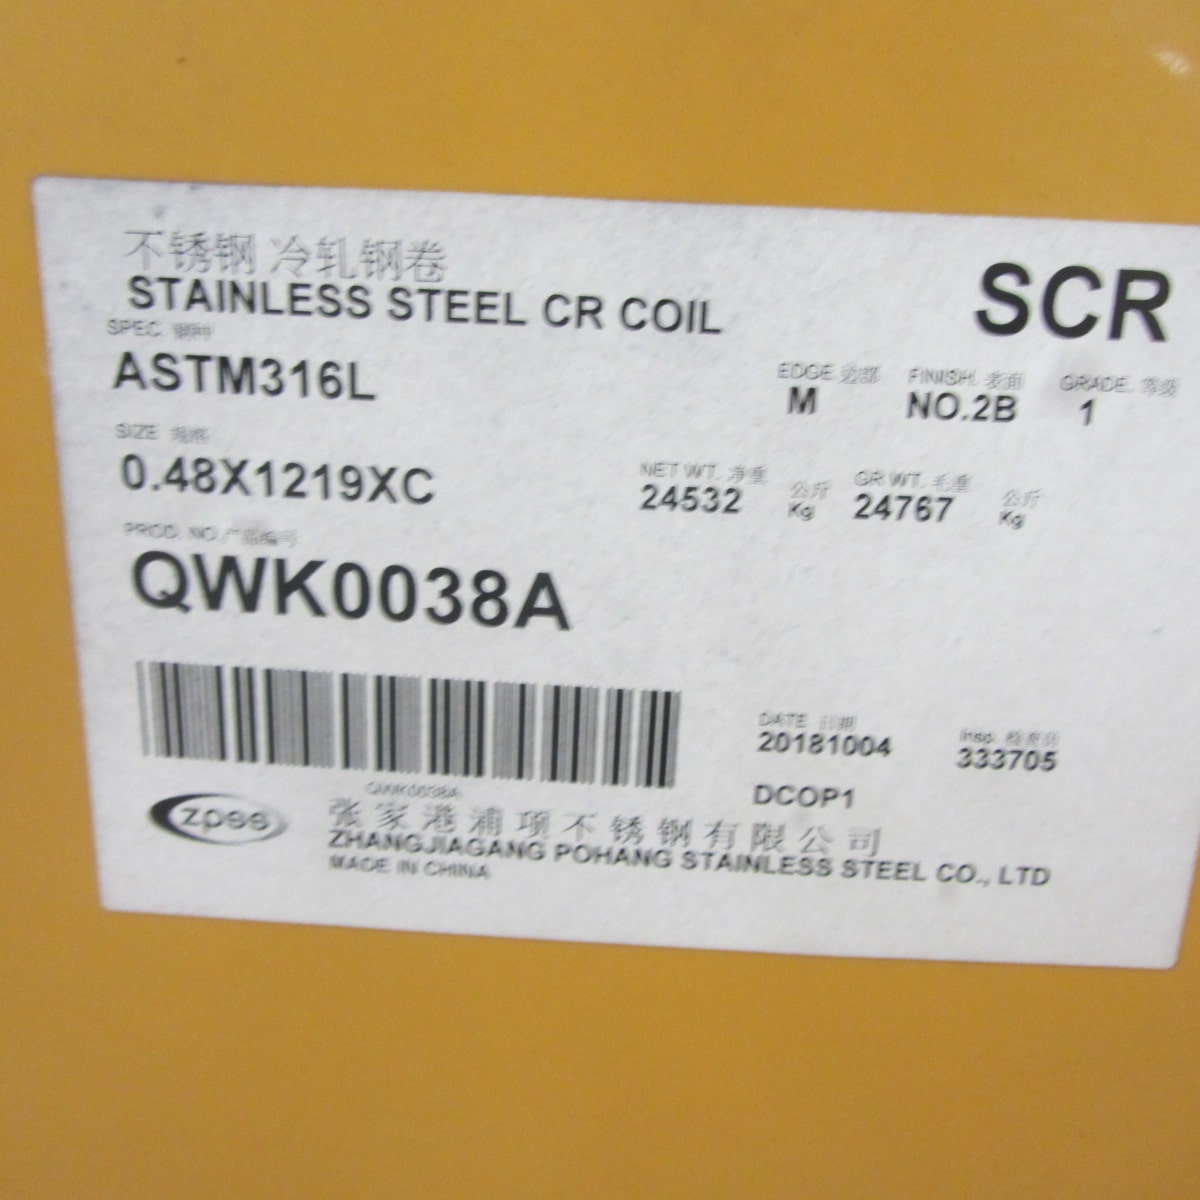 不锈钢 冷轧钢卷
STAINLESS STEEL CR COIL
SCR
SPEC. 钢种
ASTM316L
EDGE 边部
M
FINISH. 表面
NO.2B
GRADE. 等级
1
SIZE 规格
0.48X1219XC
NET WT. 净重
24532 公斤 Kg
GR WT. 毛重
24767 公斤 Kg
PROD. NO.产品编号
QWK0038A
QWK0038A
DATE 日期
20181004
Insp. 检查员
333705
DCOP1
zpss
张家港浦项不锈钢有限公司
ZHANGJIAGANG POHANG STAINLESS STEEL CO., LTD
MADE IN CHINA